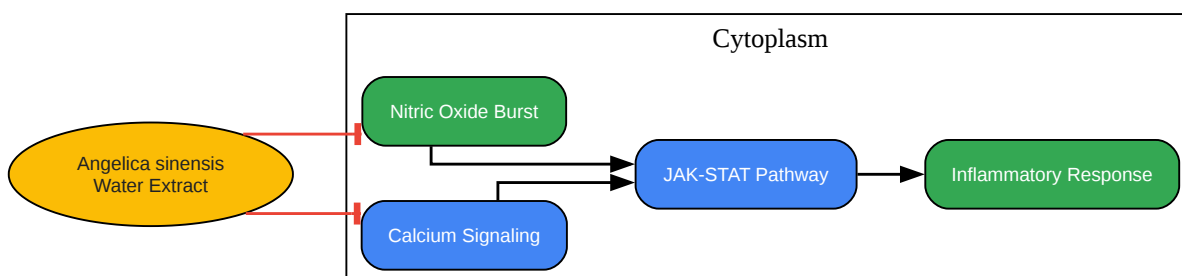 Cytoplasm
Nitric Oxide Burst
Angelica sinensis
Water Extract
JAK-STAT Pathway
Inflammatory Response
Calcium Signaling